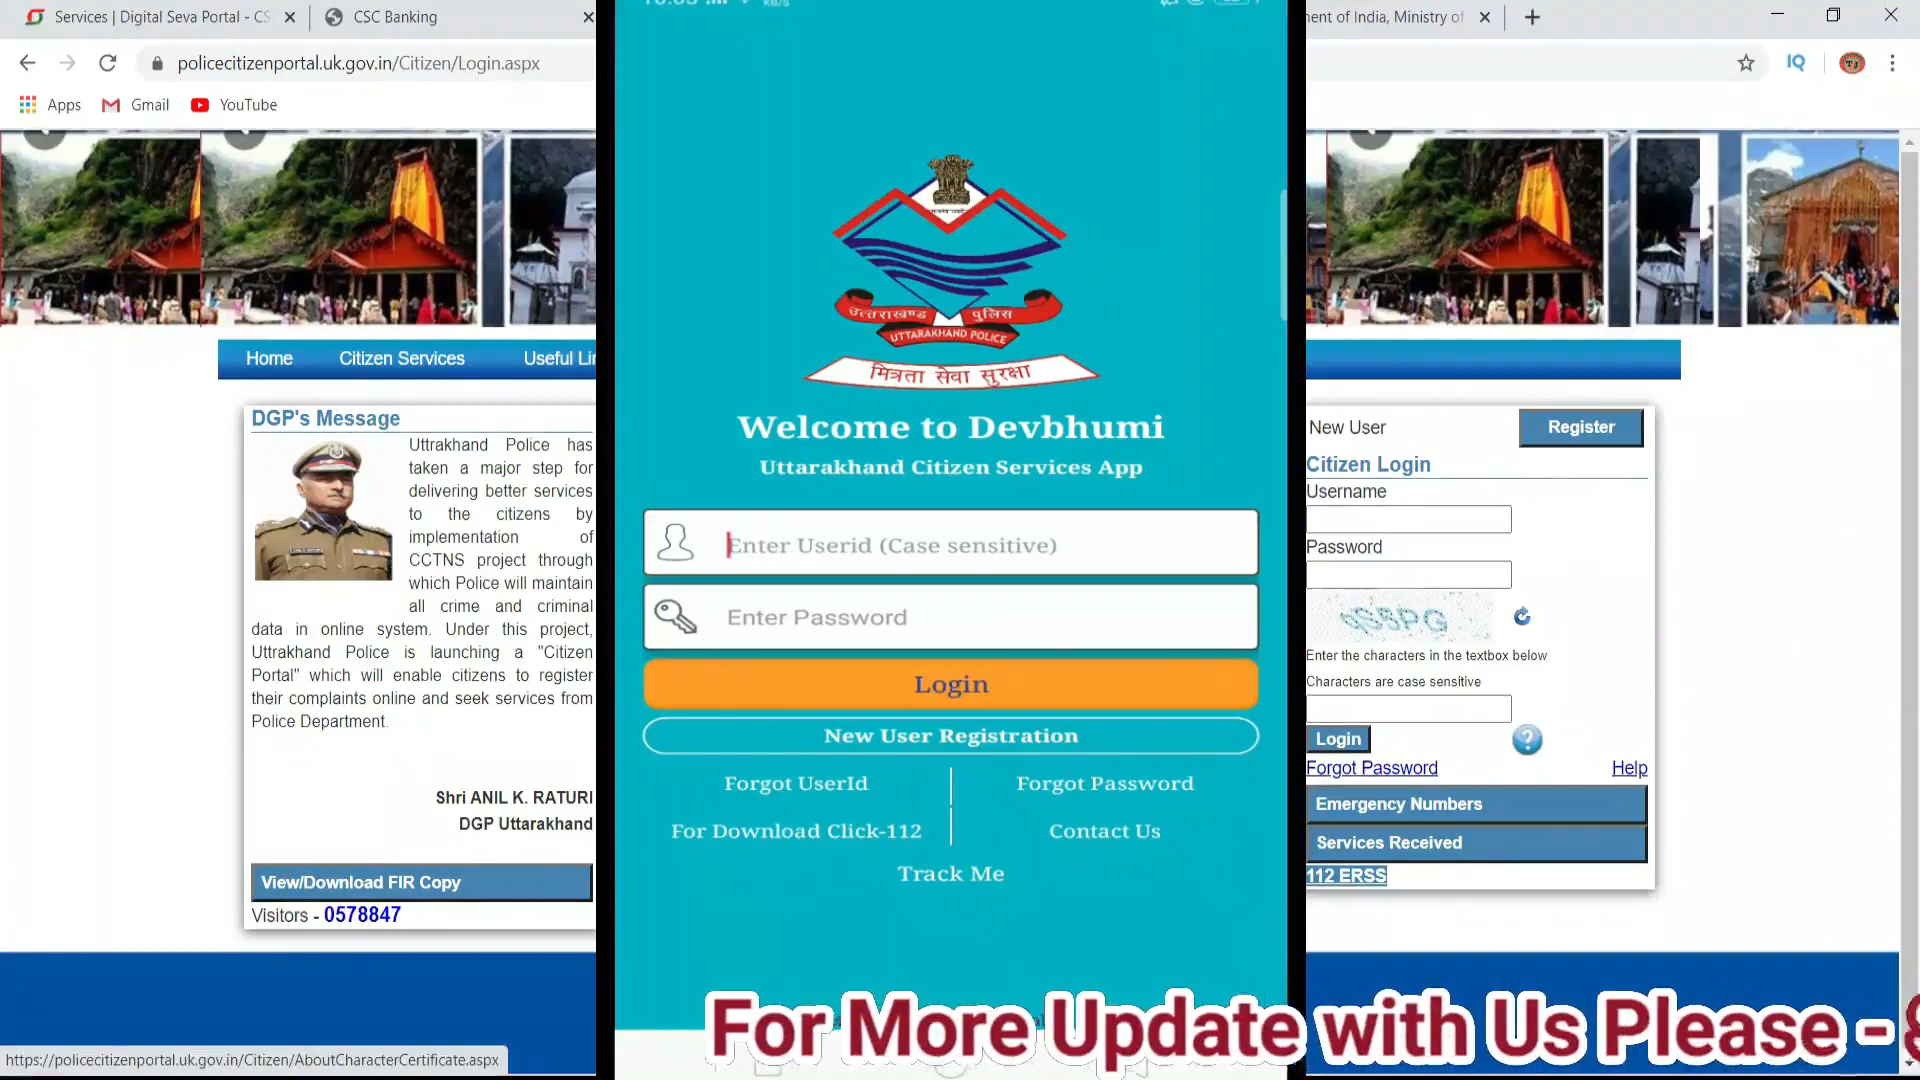 Services | Digital Seva Portal - CS
CSC Banking
ent of India, Ministry of
policecitizenportal.uk.gov.in/Citizen/Login.aspx
Apps
Gmail
YouTube
Home
Citizen Services
Useful Lin
DGP's Message
Uttrakhand Police has
taken a major step for
delivering better services
to the citizens by
implementation of
CCTNS project through
which Police will maintain
all crime and criminal
data in online system. Under this project,
Uttrakhand Police is launching a "Citizen
Portal" which will enable citizens to register
their complaints online and seek services from
Police Department.
Shri ANIL K. RATURI
DGP Uttarakhand
View/Download FIR Copy
Visitors - 0578847
https://policecitizenportal.uk.gov.in/Citizen/AboutCharacterCertificate.aspx
उत्तराखण्ड पुलिस
UTTARAKHAND POLICE
मित्रता सेवा सुरक्षा
Welcome to Devbhumi
Uttarakhand Citizen Services App
Enter Userid (Case sensitive)
Enter Password
Login
New User Registration
Forgot UserId
Forgot Password
For Download Click-112
Contact Us
Track Me
New User
Register
Citizen Login
Username
Password
Enter the characters in the textbox below
Characters are case sensitive
Login
Forgot Password
Help
Emergency Numbers
Services Received
112 ERSS
For More Update with Us Please -